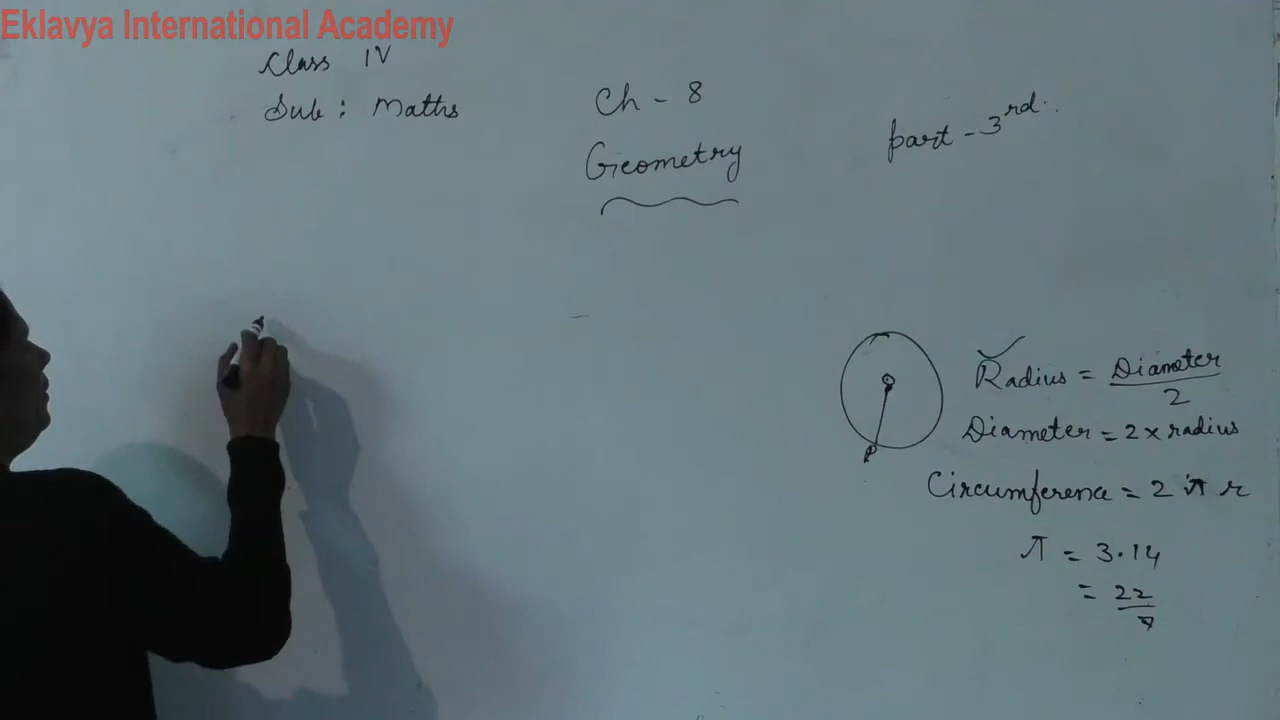 Eklavya International Academy
Class IV
Sub : Maths
Ch - 8
Geometry
part - 3rd..
O
P
Radius = Diameter / 2
Diameter = 2 x radius
Circumference = 2 π r
π = 3.14
= 22 / 7